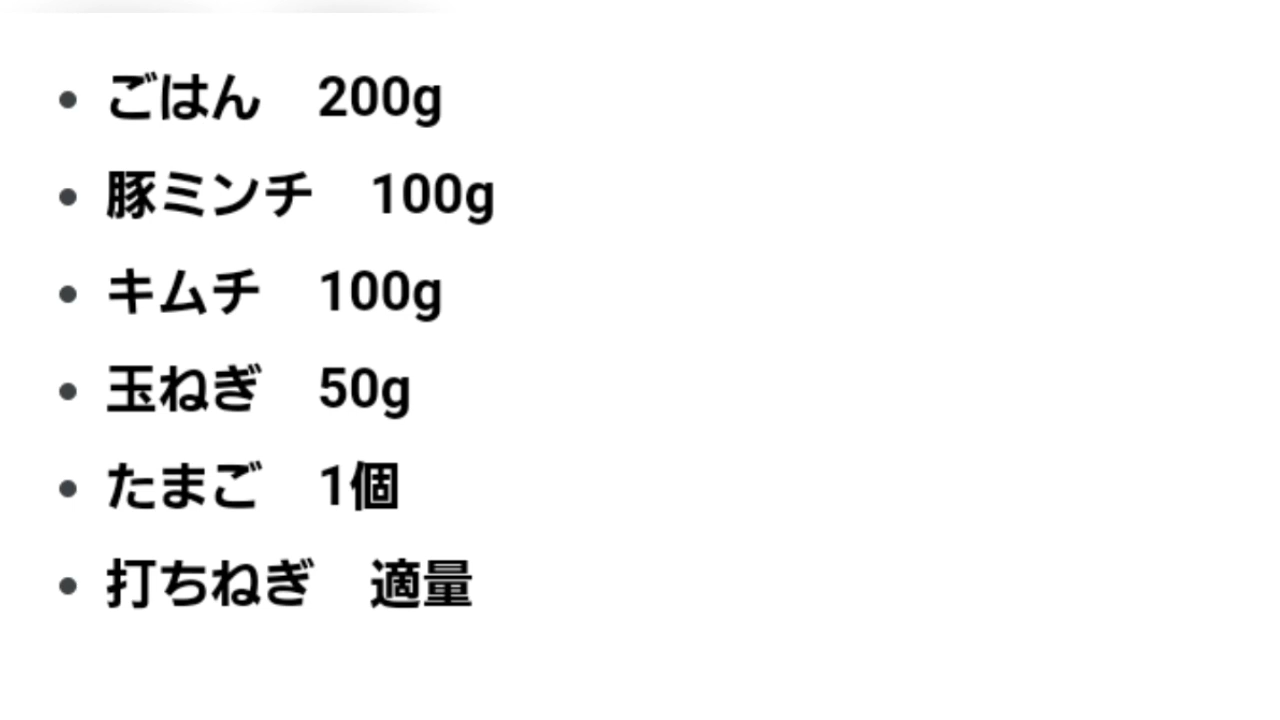 ごはん　200g
豚ミンチ　100g
キムチ　100g
玉ねぎ　50g
たまご　1個
打ちねぎ　適量